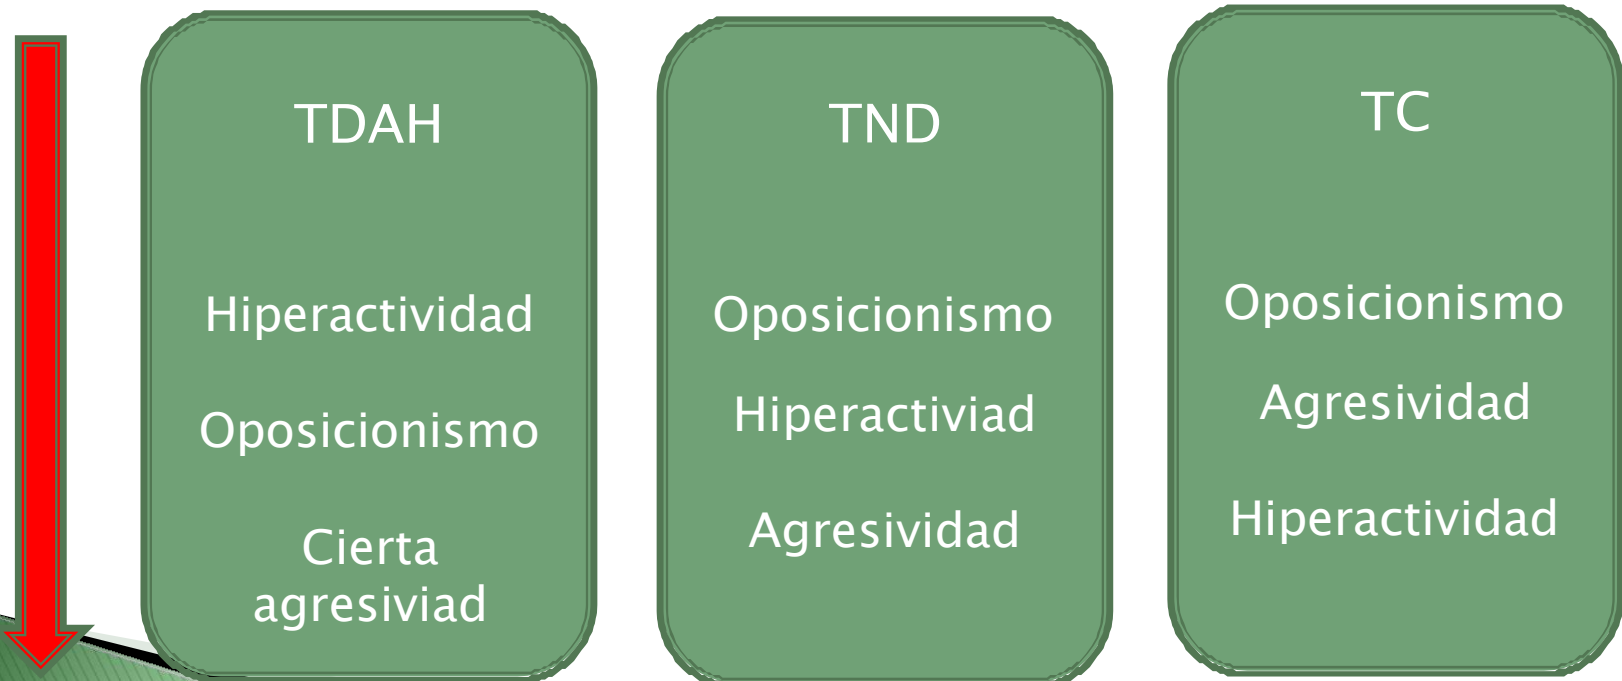 TDAH
Hiperactividad
Oposicionismo
Cierta
agresiviad
TND
Oposicionismo
Hiperactiviad
Agresividad
TC
Oposicionismo
Agresividad
Hiperactividad